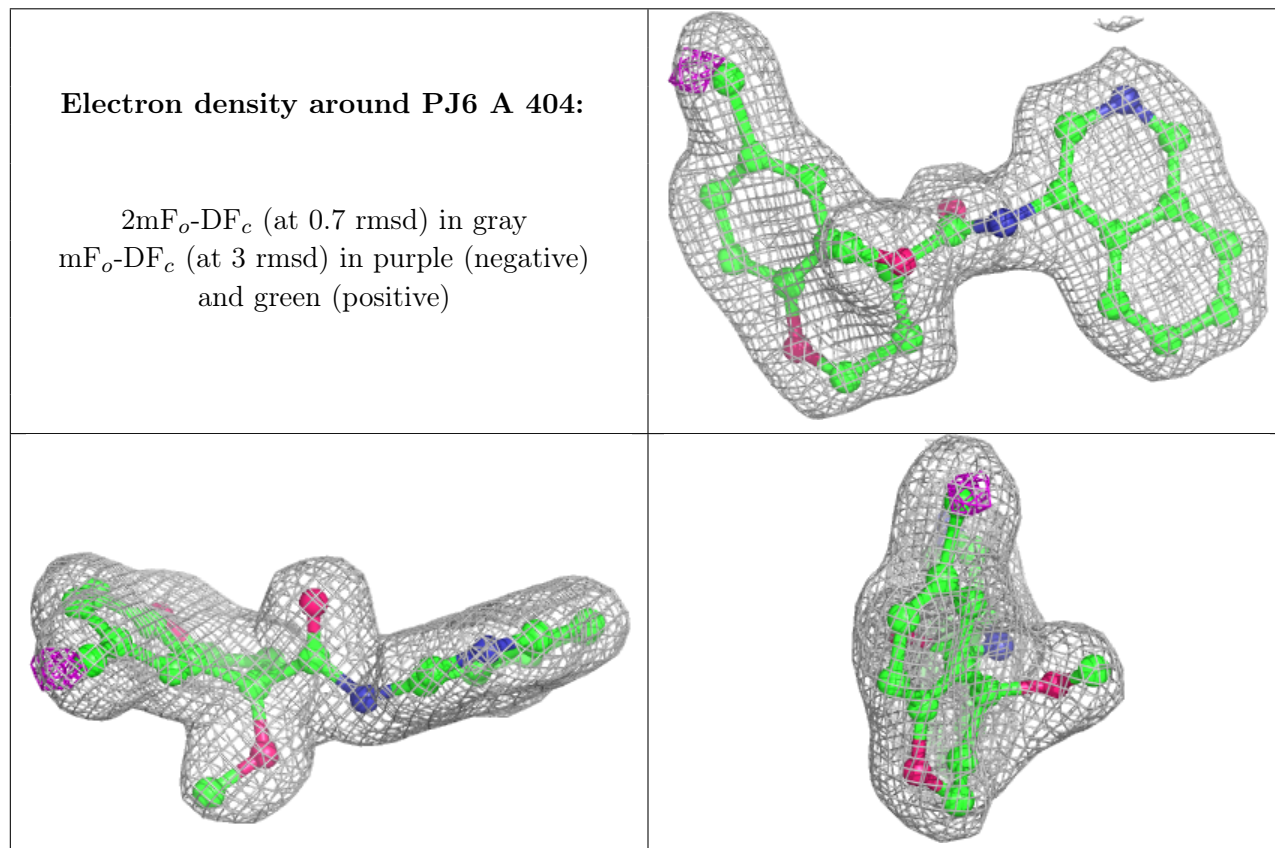 Electron density around PJ6 A 404:
2mFo-DFc (at 0.7 rmsd) in gray
mFo-DFc (at 3 rmsd) in purple (negative)
and green (positive)